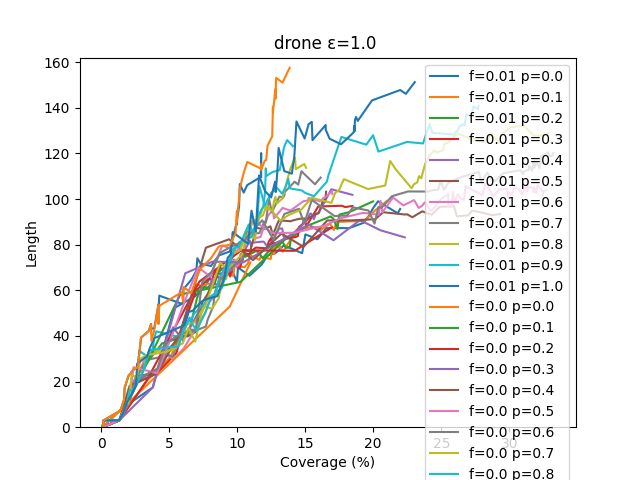 drone ε=1.0
Length
160
140
120
100
80
60
40
20
0
0 5 10 15 20 25 30
Coverage (%)
f=0.01 p=0.0
f=0.01 p=0.1
f=0.01 p=0.2
f=0.01 p=0.3
f=0.01 p=0.4
f=0.01 p=0.5
f=0.01 p=0.6
f=0.01 p=0.7
f=0.01 p=0.8
f=0.01 p=0.9
f=0.01 p=1.0
f=0.0 p=0.0
f=0.0 p=0.1
f=0.0 p=0.2
f=0.0 p=0.3
f=0.0 p=0.4
f=0.0 p=0.5
f=0.0 p=0.6
f=0.0 p=0.7
f=0.0 p=0.8